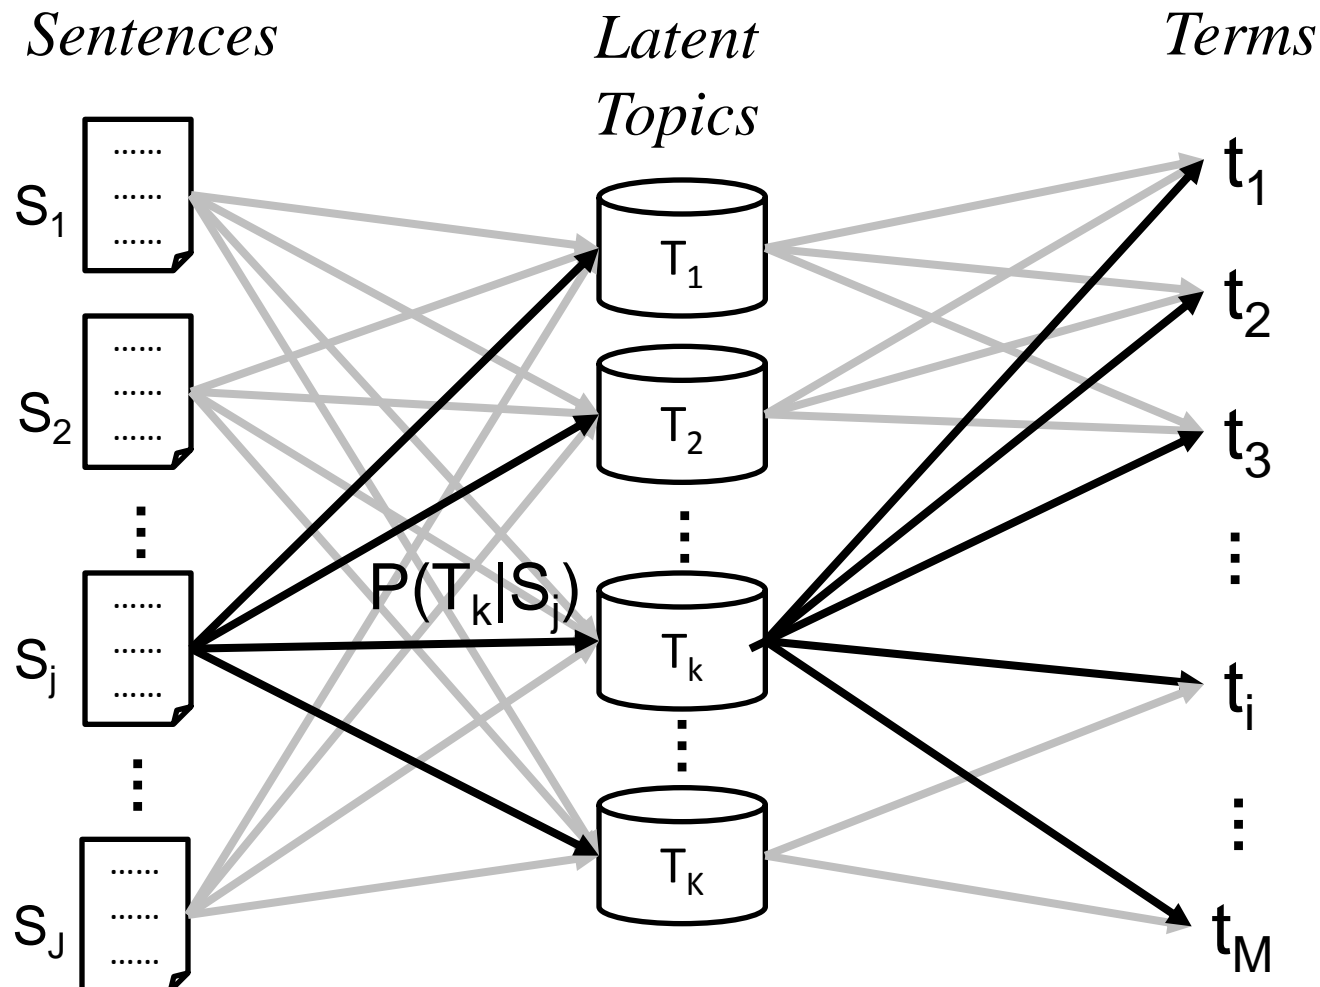 Sentences
Latent
Topics
Terms
S1
......
......
......
S2
......
......
......
Sj
......
......
......
SJ
......
......
......
T1
T2
P(Tk|Sj)
Tk
TK
t1
t2
t3
ti
tM